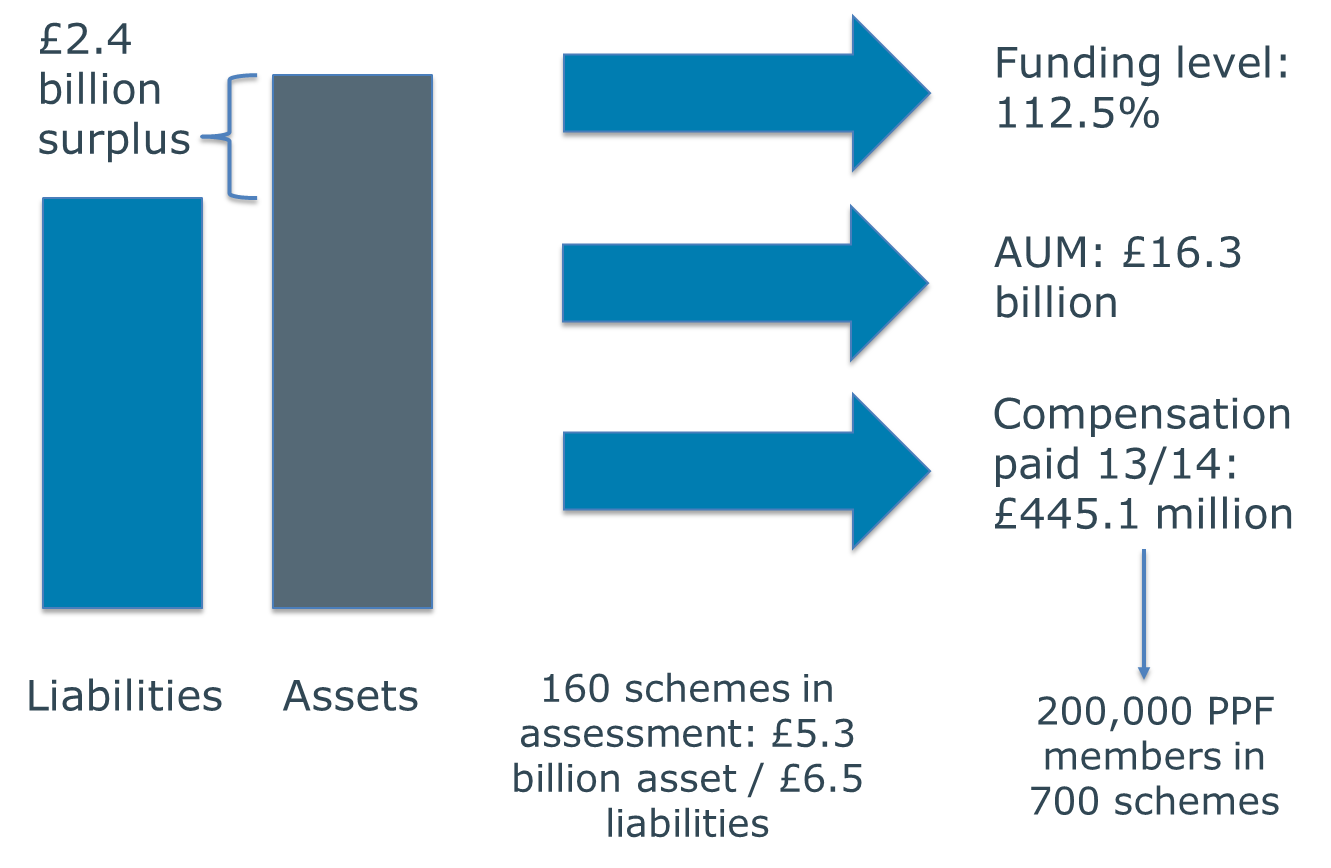 £2.4
billion
surplus
Liabilities
Assets
Funding level:
112.5%
AUM: £16.3
billion
Compensation
paid 13/14:
£445.1 million
160 schemes in
assessment: £5.3
billion asset / £6.5
liabilities
200,000 PPF
members in
700 schemes